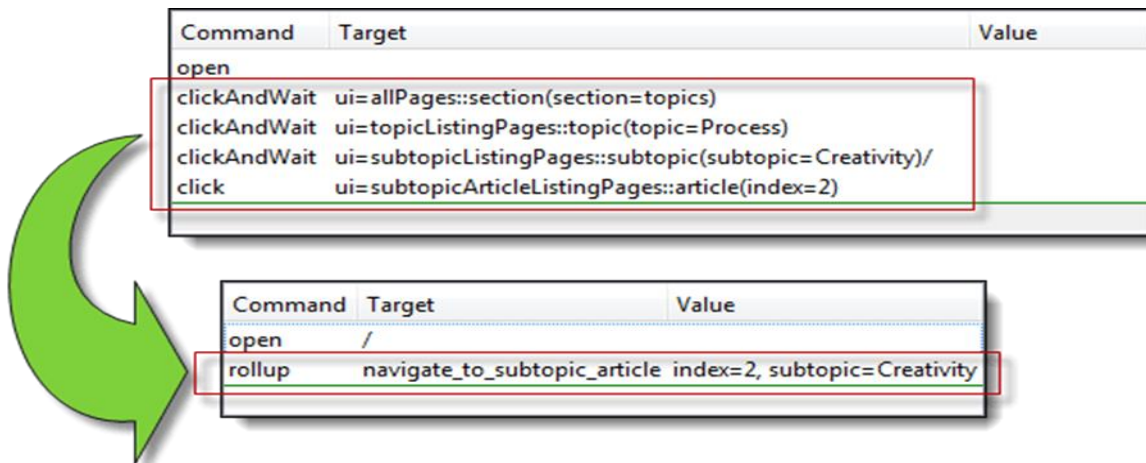 Command Target Value
open
clickAndWait ui=allPages::section(section=topics)
clickAndWait ui=topicListingPages::topic(topic=Process)
clickAndWait ui=subtopicListingPages::subtopic(subtopic=Creativity)/
click ui=subtopicArticleListingPages::article(index=2)
Command Target Value
open /
rollup navigate_to_subtopic_article index=2, subtopic=Creativity